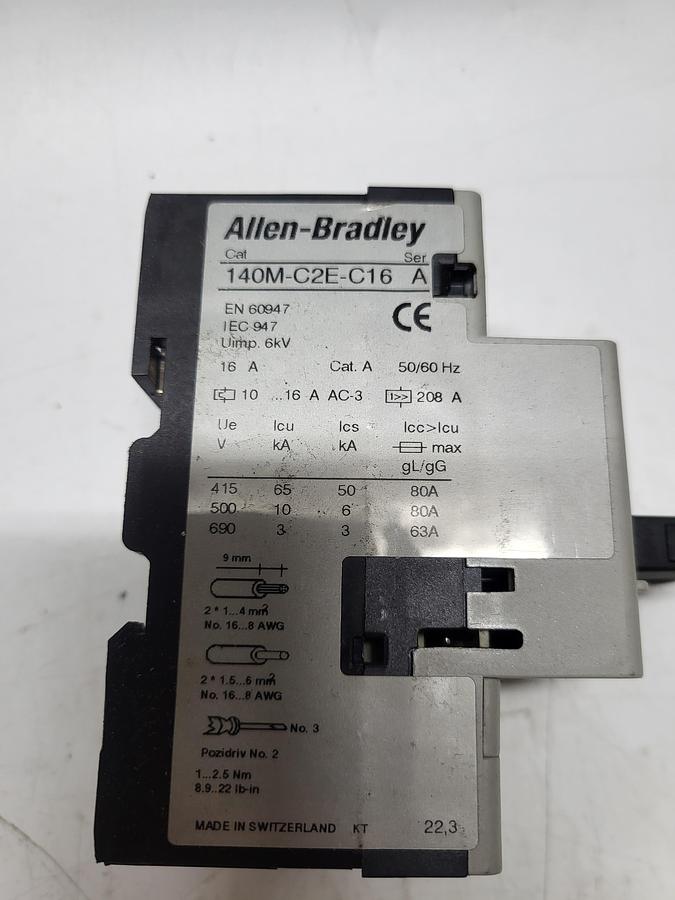 Allen-Bradley
Cat Ser
140M-C2E-C16 A
EN 60947
IEC 947
Uimp. 6kV
CE
16 A Cat. A 50/60 Hz
10 ...16 A AC-3 I>> 208 A
Ue Icu Ics Icc>Icu
V kA kA max
gL/gG
415 65 50 80A
500 10 6 80A
690 3 3 63A
9 mm
2 * 1...4 mm²
No. 16...8 AWG
2 * 1.5...6 mm²
No. 16...8 AWG
No. 3
Pozidriv No. 2
1...2.5 Nm
8.9..22 lb-in
MADE IN SWITZERLAND KT 22,3